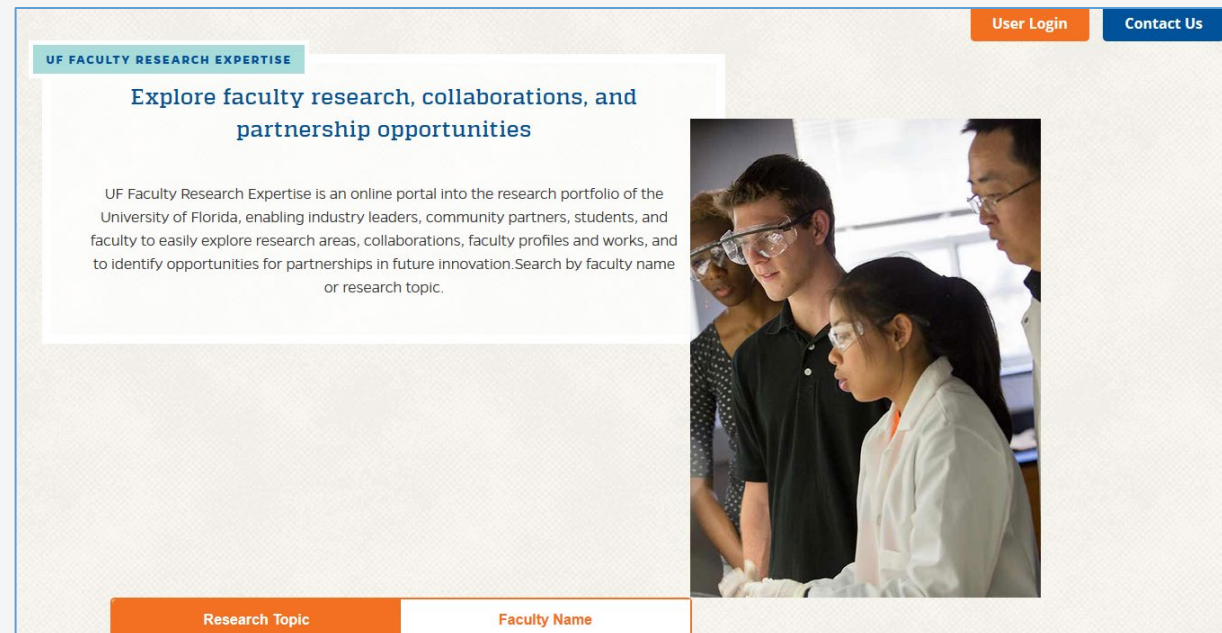 User Login
Contact Us
UF FACULTY RESEARCH EXPERTISE
Explore faculty research, collaborations, and
partnership opportunities
UF Faculty Research Expertise is an online portal into the research portfolio of the
University of Florida, enabling industry leaders, community partners, students, and
faculty to easily explore research areas, collaborations, faculty profiles and works, and
to identify opportunities for partnerships in future innovation.Search by faculty name
or research topic.
Research Topic
Faculty Name